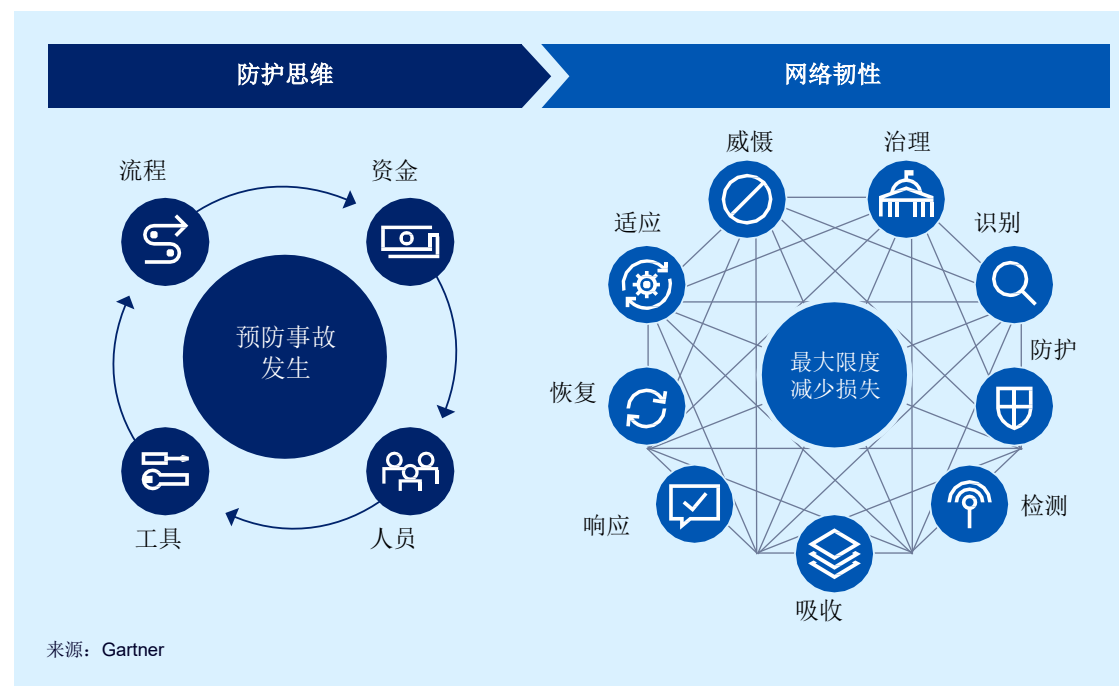 防护思维
网络韧性
流程
资金
预防事故
发生
工具
人员
威慑
治理
适应
识别
最大限度
减少损失
防护
恢复
响应
检测
吸收
来源：Gartner